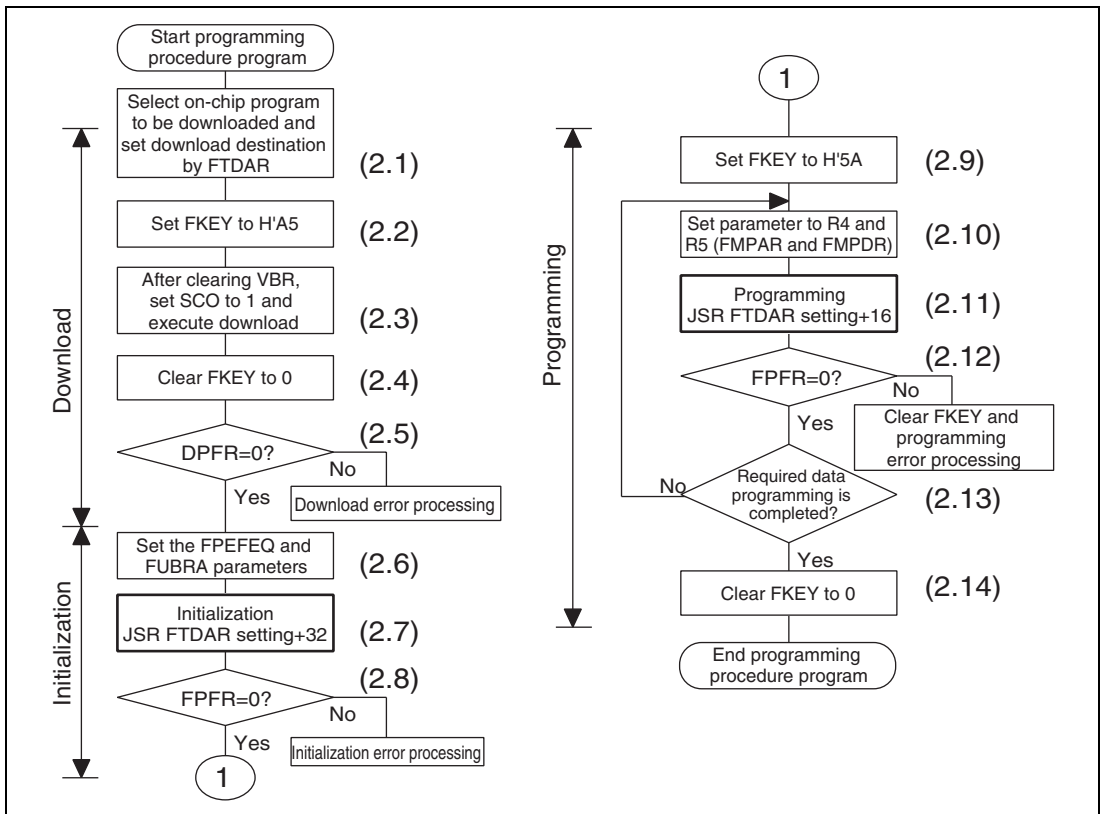 Start programming
procedure program
Select on-chip program
to be downloaded and
set download destination
by FTDAR
(2.1)
Set FKEY to H'A5
(2.2)
After clearing VBR,
set SCO to 1 and
execute download
(2.3)
Clear FKEY to 0
(2.4)
DPFR=0?
(2.5)
No
Yes
Download error processing
Download
Set the FPEFEQ and
FUBRA parameters
(2.6)
Initialization
JSR FTDAR setting+32
(2.7)
FPFR=0?
(2.8)
No
Yes
Initialization error processing
Initialization
1
1
Set FKEY to H'5A
(2.9)
Set parameter to R4 and
R5 (FMPAR and FMPDR)
(2.10)
Programming
JSR FTDAR setting+16
(2.11)
FPFR=0?
(2.12)
No
Yes
Clear FKEY and
programming
error processing
Required data
programming is
completed?
(2.13)
No
Yes
Clear FKEY to 0
(2.14)
Programming
End programming
procedure program